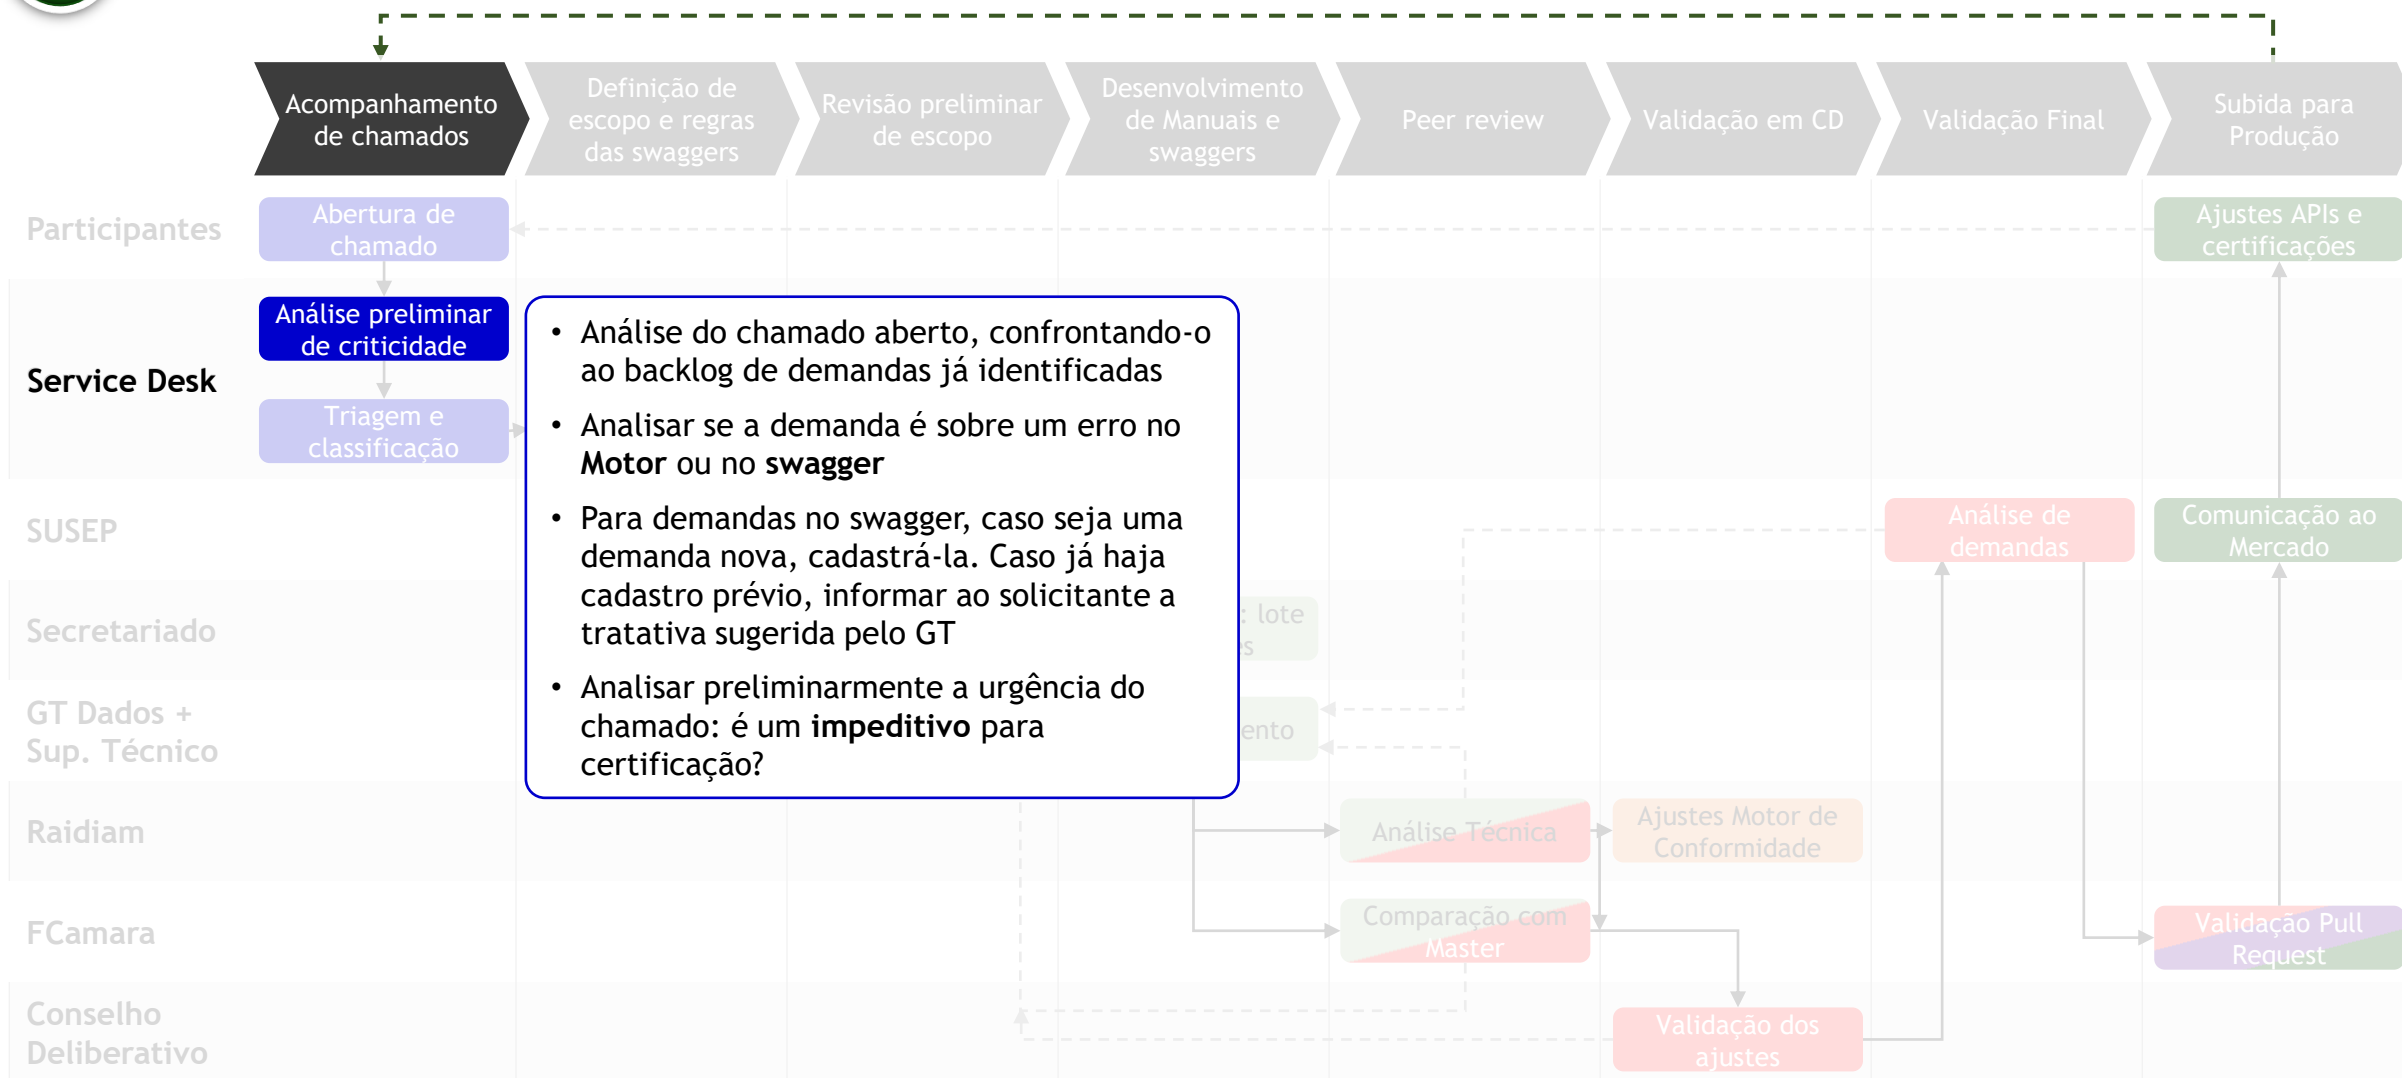 Acompanhamento
de chamados
Definição de
escopo e regras
das swaggers
Revisão preliminar
de escopo
Desenvolvimento
de Manuais e
swaggers
Peer review
Validação em CD
Validação Final
Subida para
Produção
Participantes
Abertura de
chamado
Ajustes APIs e
certificações
Service Desk
Análise preliminar
de criticidade
Triagem e
classificação
• Análise do chamado aberto, confrontando-o
ao backlog de demandas já identificadas
• Analisar se a demanda é sobre um erro no
Motor ou no swagger
• Para demandas no swagger, caso seja uma
demanda nova, cadastrá-la. Caso já haja
cadastro prévio, informar ao solicitante a
tratativa sugerida pelo GT
• Analisar preliminarmente a urgência do
chamado: é um impeditivo para
certificação?
SUSEP
Análise de
demandas
Comunicação ao
Mercado
Secretariado
: lote
s
GT Dados +
Sup. Técnico
ento
Raidiam
Análise Técnica
Ajustes Motor de
Conformidade
FCamara
Comparação com
Master
Validação Pull
Request
Conselho
Deliberativo
Validação dos
ajustes